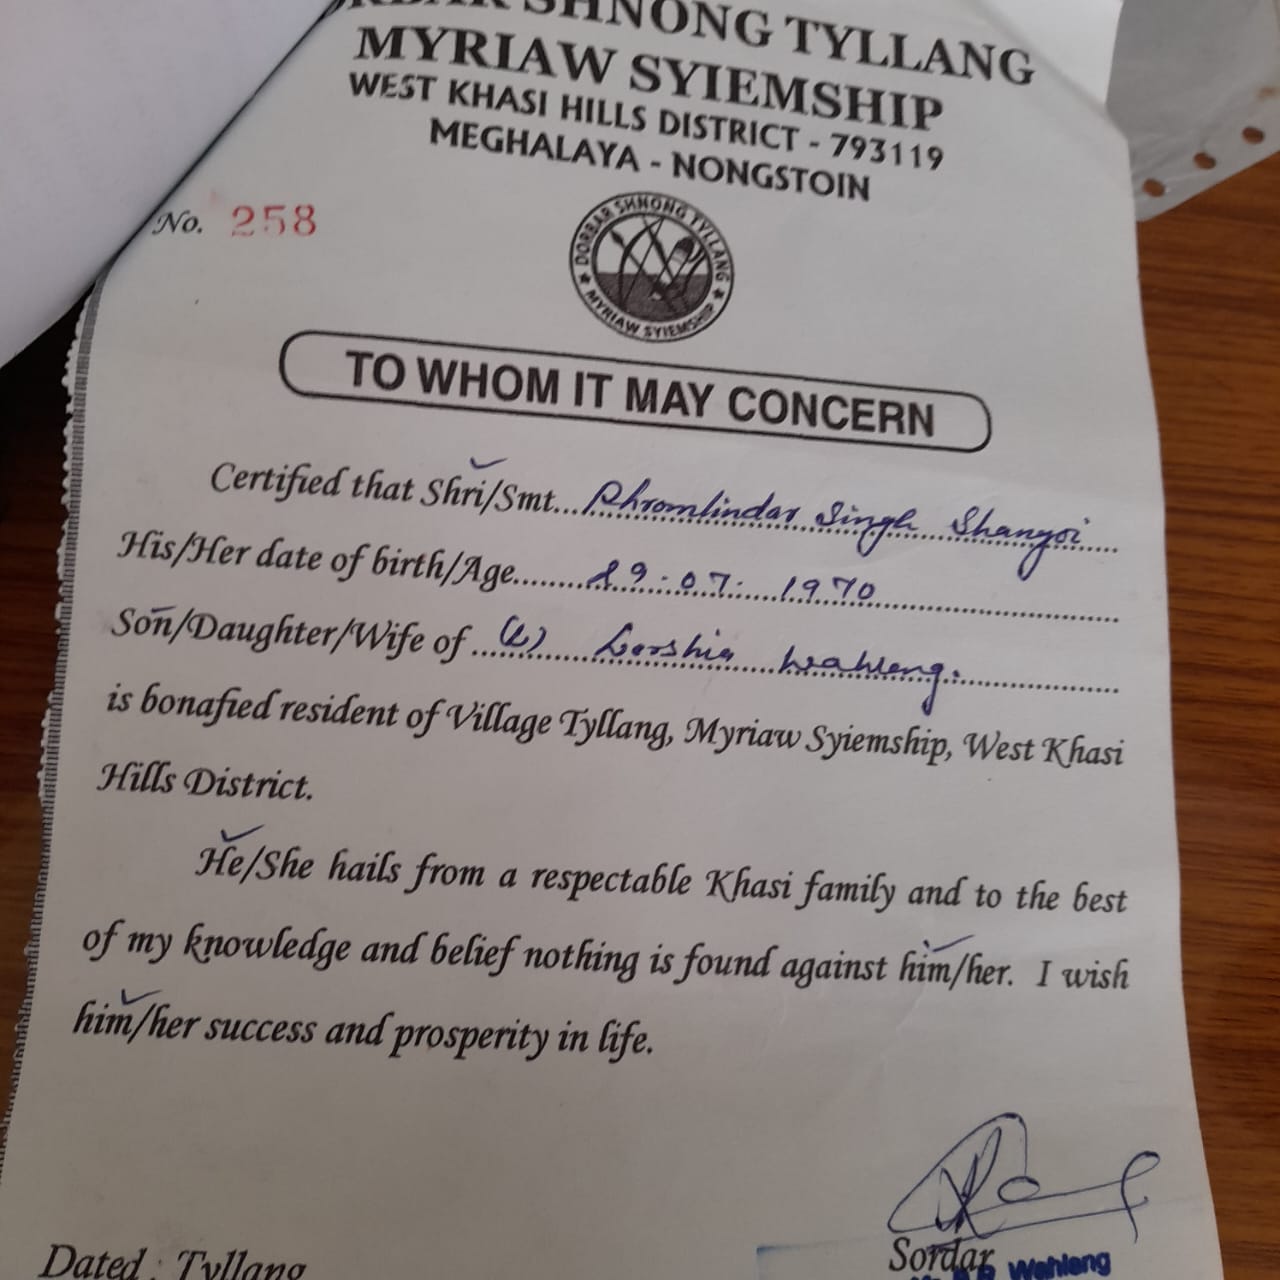 SHNONG TYLLANG
MYRIAW SYIEMSHIP
WEST KHASI HILLS DISTRICT - 793119
MEGHALAYA - NONGSTOIN
No. 258
DORBAR SHNONG TYLLANG
★ MYRIAW SYIEMSHIP ★
TO WHOM IT MAY CONCERN
Certified that Shri/Smt... Phromlindar Singh Shangoi
His/Her date of birth/Age........ 29.07.1970
Son/Daughter/Wife of ...(L) Lorshia Wahlang.
is bonafied resident of Village Tyllang, Myriaw Syiemship, West Khasi
Hills District.
He/She hails from a respectable Khasi family and to the best
of my knowledge and belief nothing is found against him/her. I wish
him/her success and prosperity in life.
Sordar
Dated : Tyllang
Wahlang